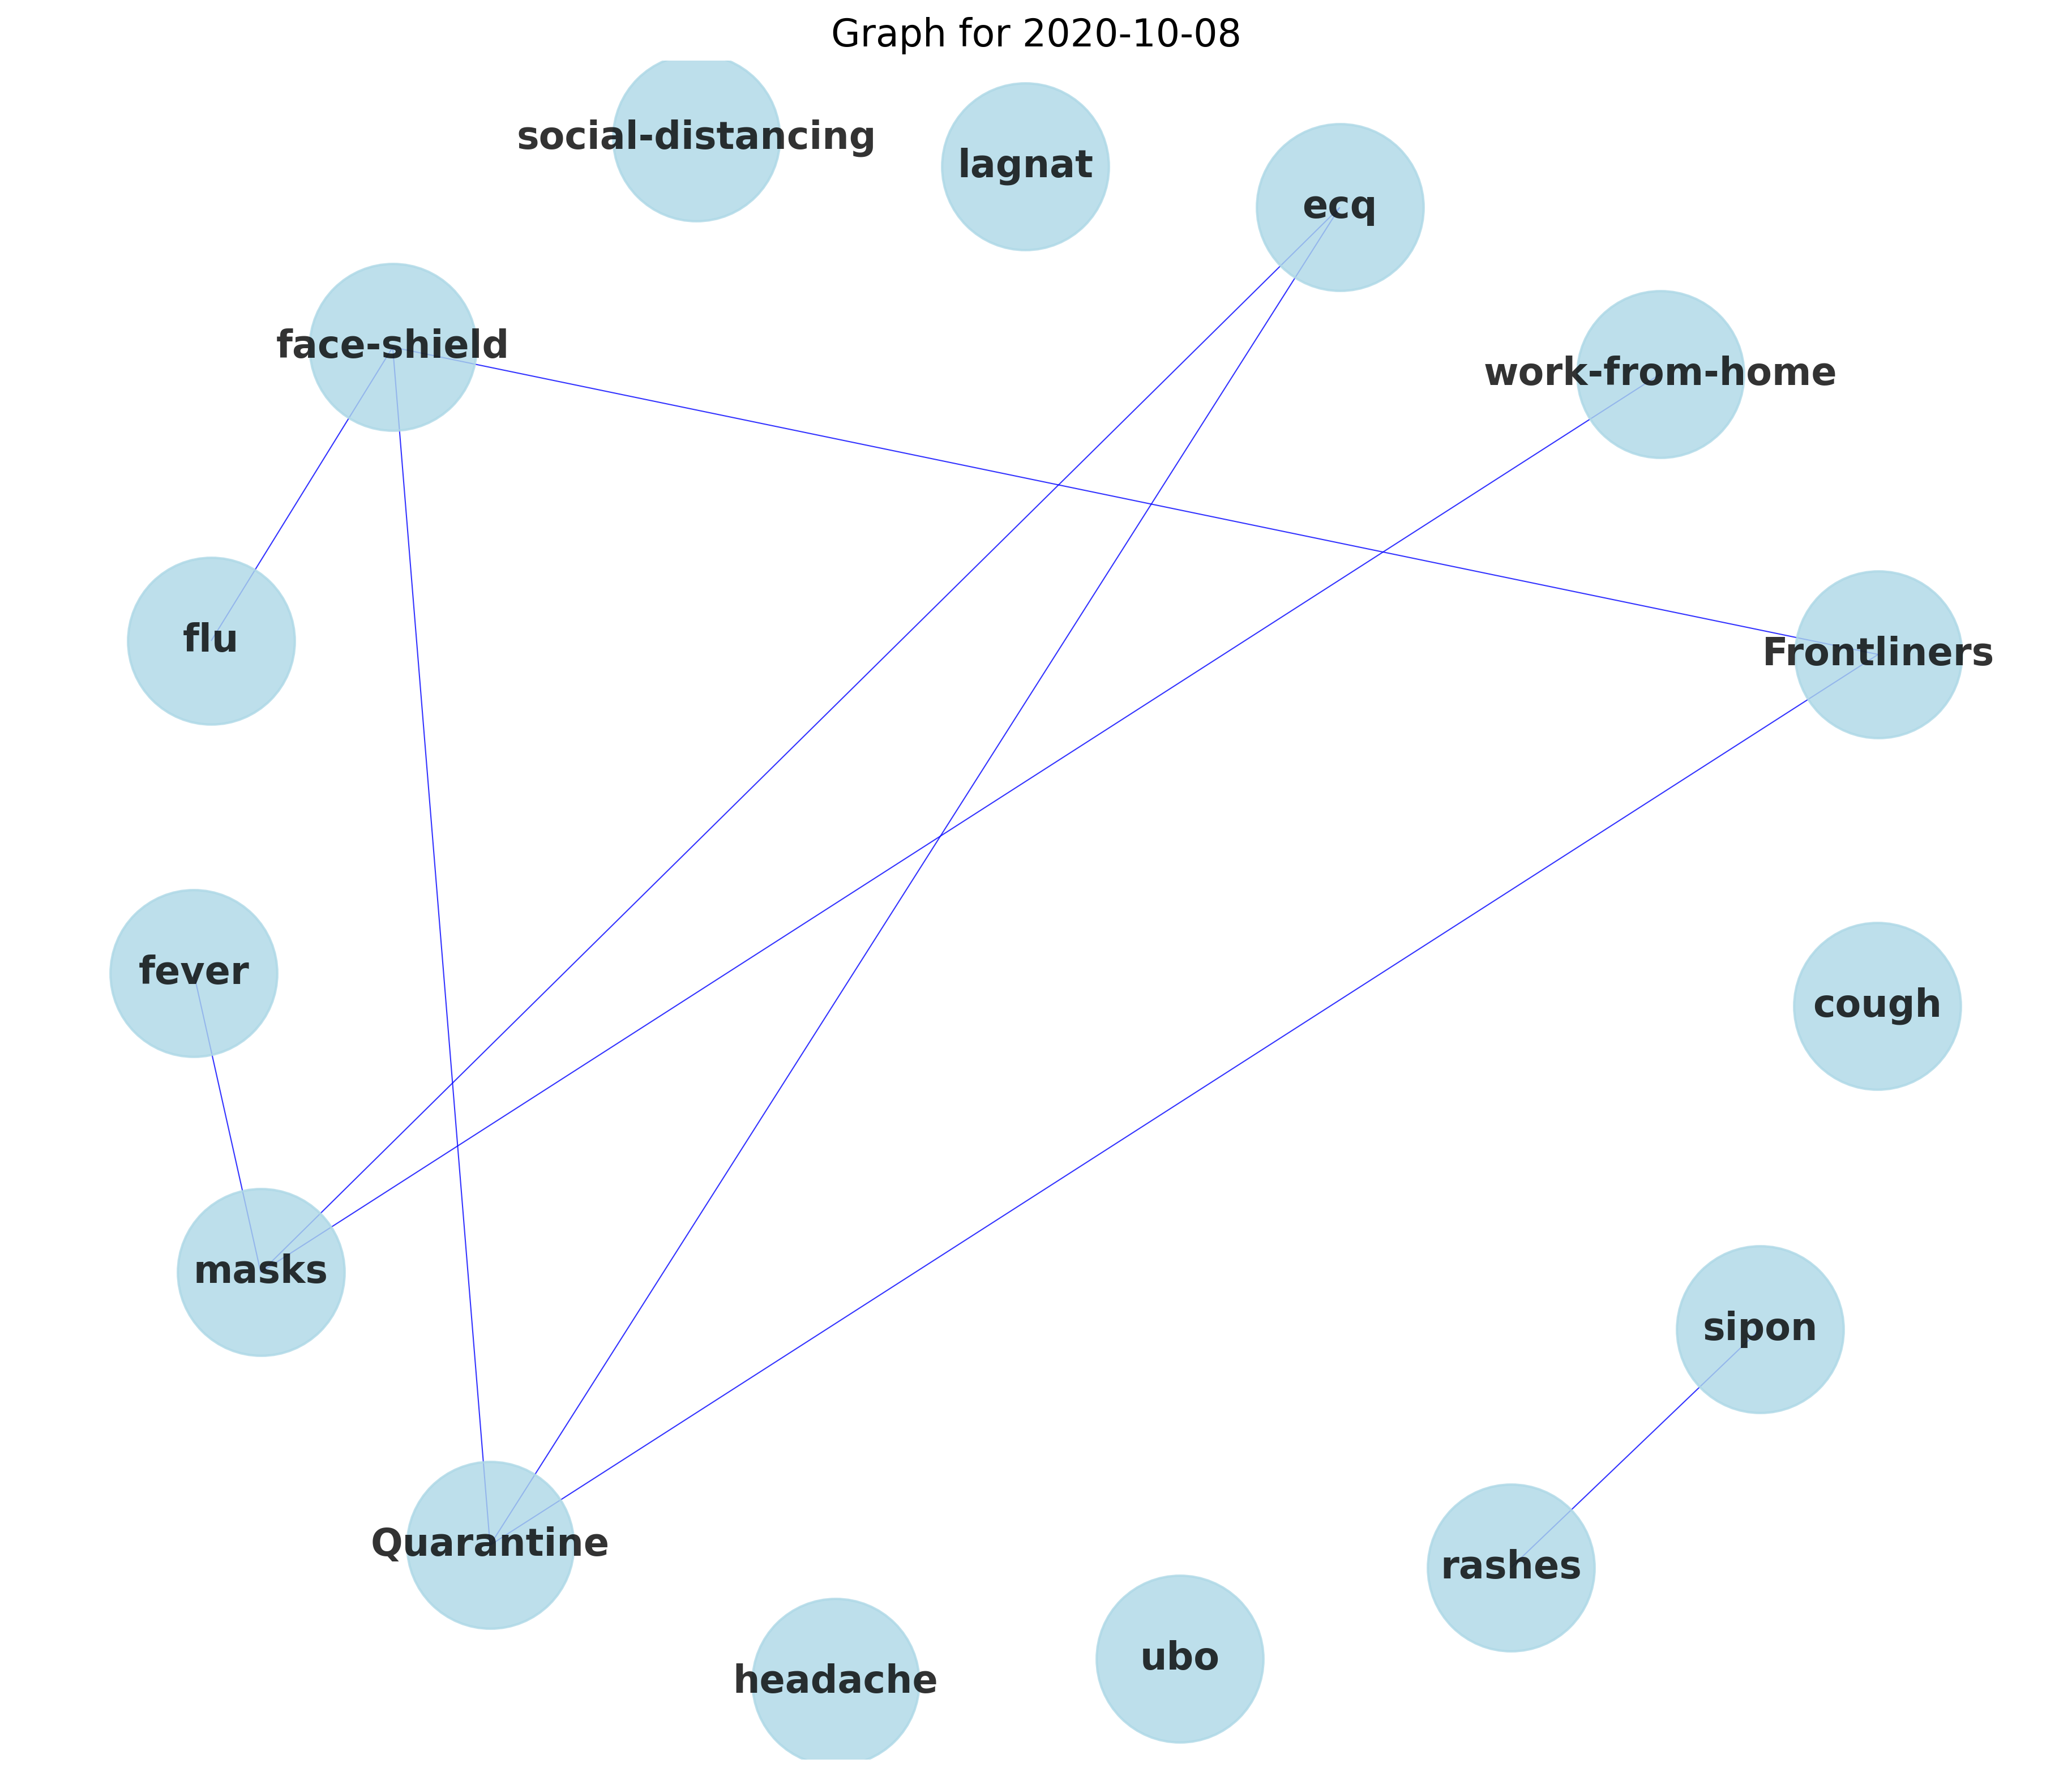 Graph for 2020-10-08
social-distancing
lagnat
ecq
face-shield
work-from-home
flu
Frontliners
fever
cough
masks
sipon
Quarantine
rashes
headache
ubo